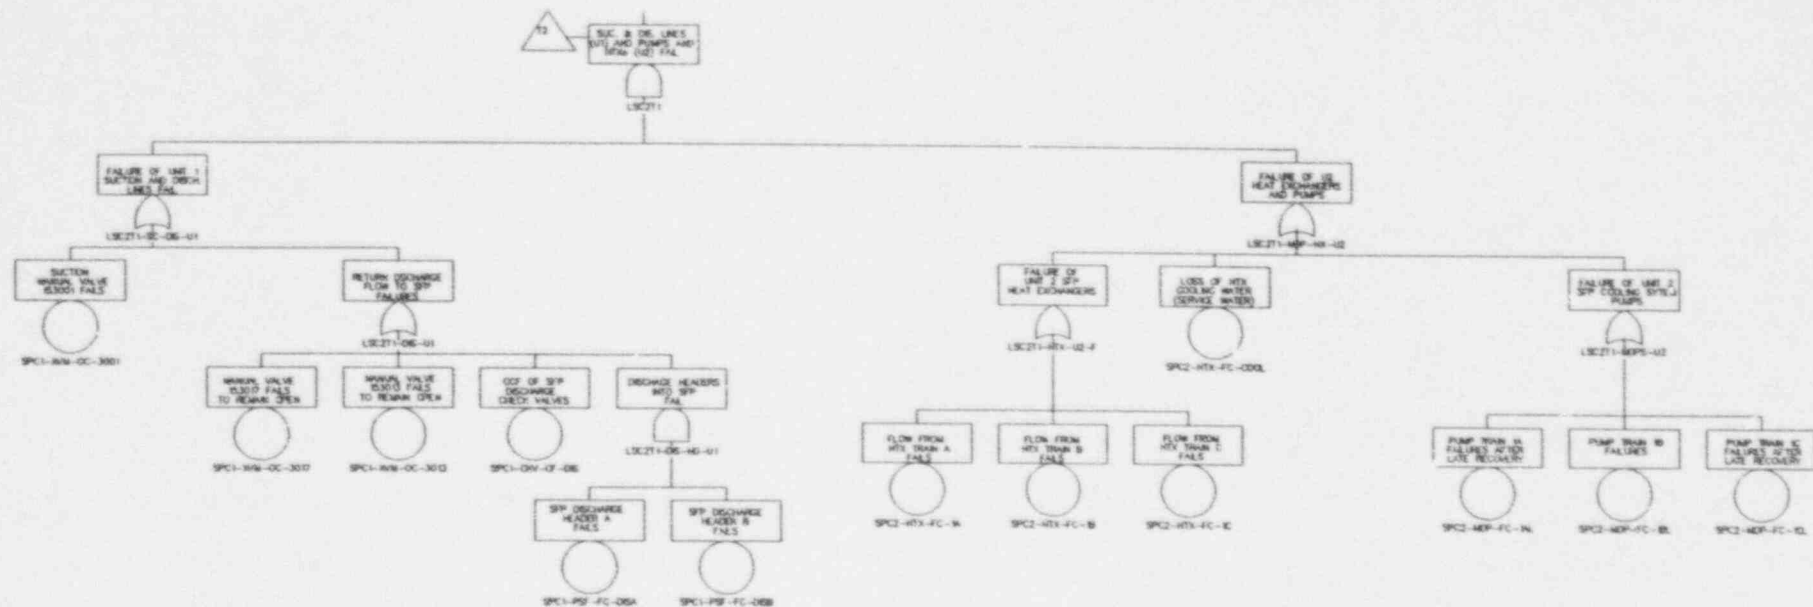 T2
SUC. & DIS. LINES
(U1) AND PUMPS AND
HTXs (U2) FAIL
LSC2T1
FAILURE OF UNIT 1
SUCTION AND DISCH.
LINES FAIL
LSC2T1-SC-DIS-U1
FAILURE OF U2
HEAT EXCHANGERS
AND PUMPS
LSC2T1-MDP-HX-U2
SUCTION
MANUAL VALVE
153001 FAILS
SPC1-XVM-OC-3001
RETURN DISCHARGE
FLOW TO SFP
FAILURES
LSC2T1-DIS-U1
FAILURE OF
UNIT 2 SFP
HEAT EXCHANGERS
LSC2T1-HTX-U2-F
LOSS OF HTX
COOLING WATER
(SERVICE WATER)
SPC2-HTX-FC-COOL
FAILURE OF UNIT 2
SFP COOLING SYTEM
PUMPS
LSC2T1-MDPS-U2
MANUAL VALVE
153017 FAILS
TO REMAIN OPEN
SPC1-XVM-OC-3017
MANUAL VALVE
153013 FAILS
TO REMAIN OPEN
SPC1-XVM-OC-3013
CCF OF SFP
DISCHARGE
CHECK VALVES
SPC1-CKV-CF-DIS
DISCHAGE HEADERS
INTO SFP
FAIL
LSC2T1-DIS-HD-U1
SFP DISCHARGE
HEADER A
FAILS
SPC1-PSF-FC-DISA
SFP DISCHARGE
HEADER B
FAILS
SPC1-PSF-FC-DISB
FLOW FROM
HTX TRAIN A
FAILS
SPC2-HTX-FC-1A
FLOW FROM
HTX TRAIN B
FAILS
SPC2-HTX-FC-1B
FLOW FROM
HTX TRAIN C
FAILS
SPC2-HTX-FC-1C
PUMP TRAIN 1A
FAILURES AFTER
LATE RECOVERY
SPC2-MDP-FC-1AL
PUMP TRAIN 1B
FAILURES
SPC2-MDP-FC-1BL
PUMP TRAIN 1C
FAILURES AFTER
LATE RECOVERY
SPC2-MDP-FC-1CL